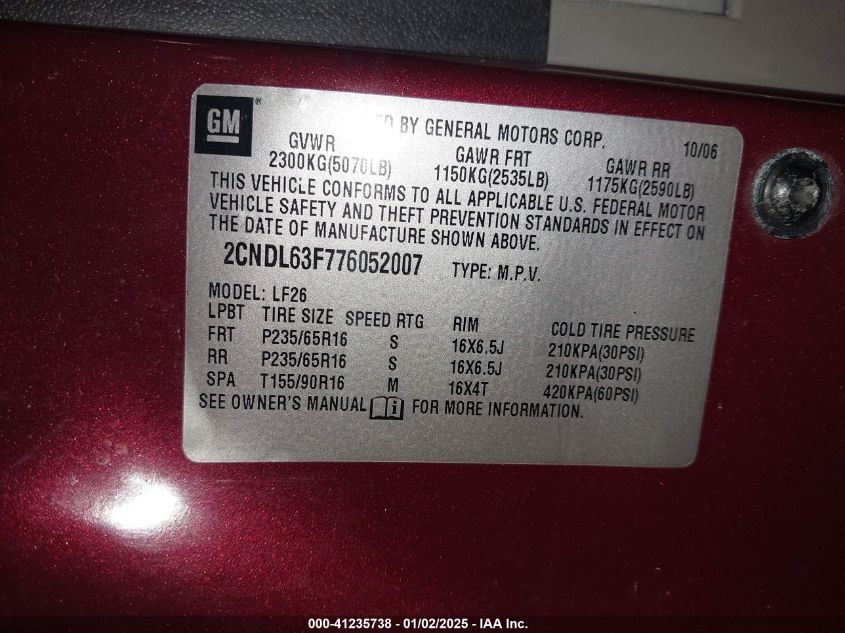 GM ®
ED BY GENERAL MOTORS CORP. 10/06
GVWR GAWR FRT GAWR RR
2300KG(5070LB) 1150KG(2535LB) 1175KG(2590LB)
THIS VEHICLE CONFORMS TO ALL APPLICABLE U.S. FEDERAL MOTOR
VEHICLE SAFETY AND THEFT PREVENTION STANDARDS IN EFFECT ON
THE DATE OF MANUFACTURE SHOWN ABOVE.
2CNDL63F776052007 TYPE: M.P.V.
MODEL: LF26
LPBT TIRE SIZE SPEED RTG RIM COLD TIRE PRESSURE
FRT P235/65R16 S 16X6.5J 210KPA(30PSI)
RR P235/65R16 S 16X6.5J 210KPA(30PSI)
SPA T155/90R16 M 16X4T 420KPA(60PSI)
SEE OWNER'S MANUAL i FOR MORE INFORMATION.
000-41235738 - 01/02/2025 - IAA Inc.